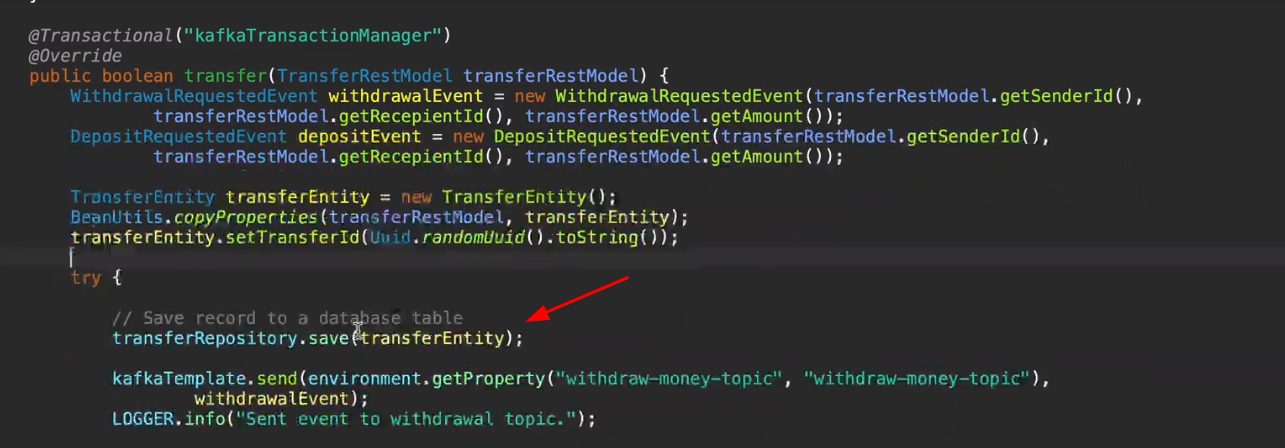 @Transactional("kafkaTransactionManager")
@Override
public boolean transfer(TransferRestModel transferRestModel) {
WithdrawalRequestedEvent withdrawalEvent = new WithdrawalRequestedEvent(transferRestModel.getSenderId(),
transferRestModel.getRecepientId(), transferRestModel.getAmount());
DepositRequestedEvent depositEvent = new DepositRequestedEvent(transferRestModel.getSenderId(),
transferRestModel.getRecepientId(), transferRestModel.getAmount());
TransferEntity transferEntity = new TransferEntity();
BeanUtils.copyProperties(transferRestModel, transferEntity);
transferEntity.setTransferId(Uuid.randomUuid().toString());
try {
// Save record to a database table
transferRepository.save(transferEntity);
kafkaTemplate.send(environment.getProperty("withdraw-money-topic", "withdraw-money-topic"),
withdrawalEvent);
LOGGER.info("Sent event to withdrawal topic.");